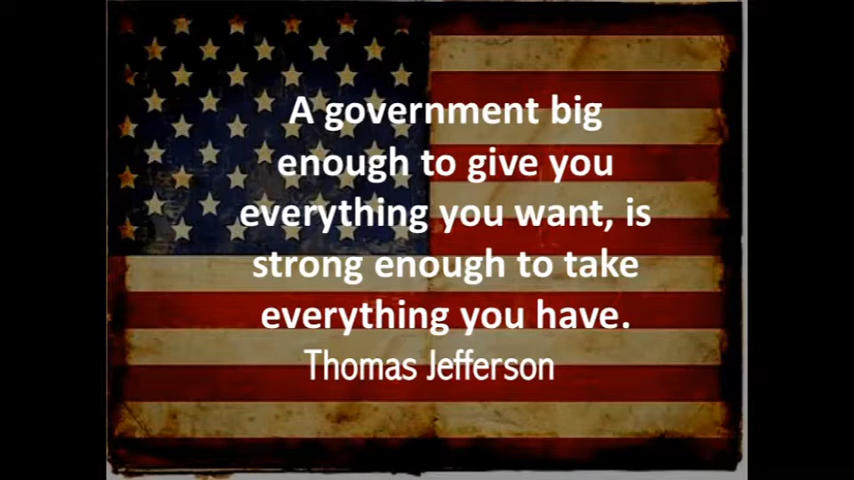 A government big
enough to give you
everything you want, is
strong enough to take
everything you have.
Thomas Jefferson